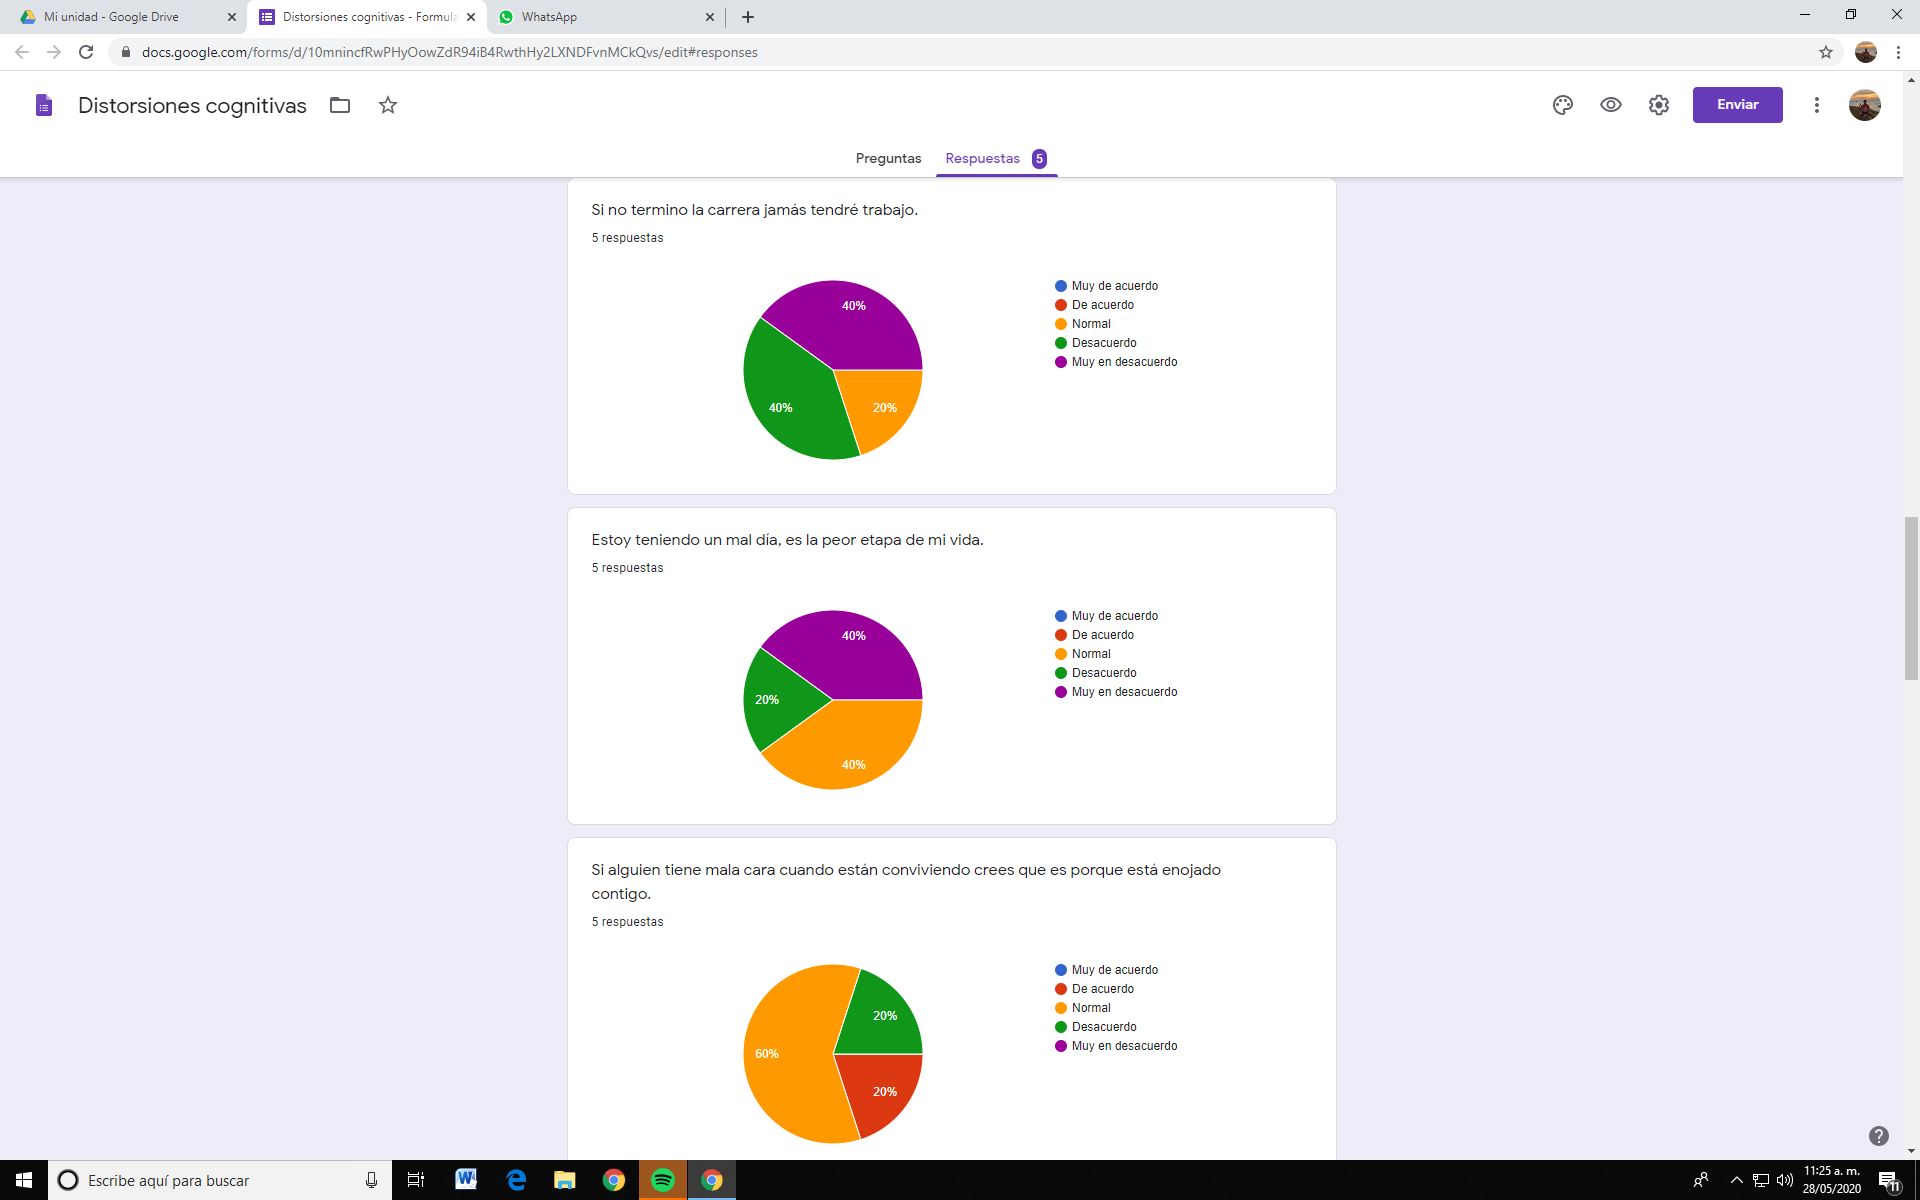 Mi unidad - Google Drive
Distorsiones cognitivas - Formula
WhatsApp
docs.google.com/forms/d/10mnincfRwPHyOowZdR94iB4RwthHy2LXNDFvnMCkQvs/edit#responses
Distorsiones cognitivas
Enviar
Preguntas
Respuestas 5
Si no termino la carrera jamás tendré trabajo.
5 respuestas
40%
40%
20%
Muy de acuerdo
De acuerdo
Normal
Desacuerdo
Muy en desacuerdo
Estoy teniendo un mal día, es la peor etapa de mi vida.
5 respuestas
40%
20%
40%
Muy de acuerdo
De acuerdo
Normal
Desacuerdo
Muy en desacuerdo
Si alguien tiene mala cara cuando están conviviendo crees que es porque está enojado
contigo.
5 respuestas
20%
60%
20%
Muy de acuerdo
De acuerdo
Normal
Desacuerdo
Muy en desacuerdo
Escribe aquí para buscar
11:25 a. m.
28/05/2020
11